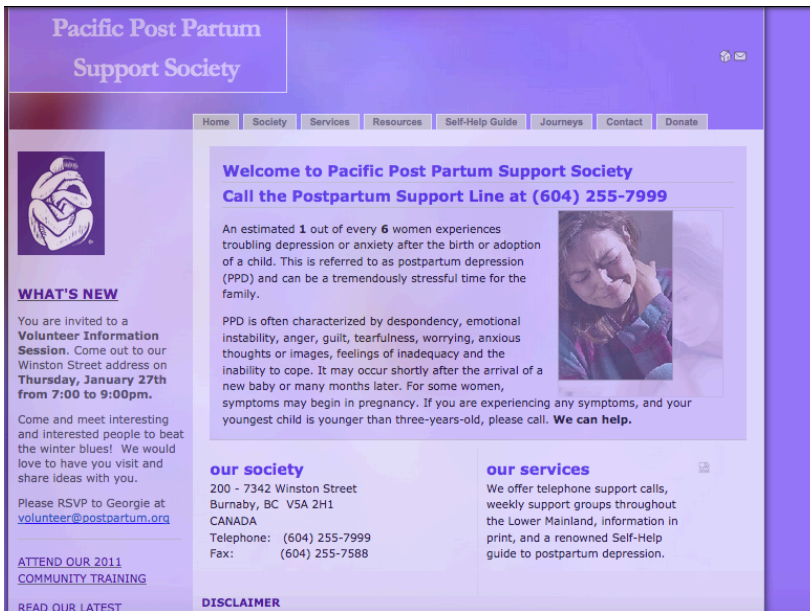 Pacific Post Partum
Support Society
Home
Society
Services
Resources
Self-Help Guide
Journeys
Contact
Donate
WHAT'S NEW
You are invited to a
Volunteer Information
Session. Come out to our
Winston Street address on
Thursday, January 27th
from 7:00 to 9:00pm.
Come and meet interesting
and interested people to beat
the winter blues!  We would
love to have you visit and
share ideas with you.
Please RSVP to Georgie at
volunteer@postpartum.org
ATTEND OUR 2011
COMMUNITY TRAINING
READ OUR LATEST
Welcome to Pacific Post Partum Support Society
Call the Postpartum Support Line at (604) 255-7999
An estimated 1 out of every 6 women experiences
troubling depression or anxiety after the birth or adoption
of a child. This is referred to as postpartum depression
(PPD) and can be a tremendously stressful time for the
family.
PPD is often characterized by despondency, emotional
instability, anger, guilt, tearfulness, worrying, anxious
thoughts or images, feelings of inadequacy and the
inability to cope. It may occur shortly after the arrival of a
new baby or many months later. For some women,
symptoms may begin in pregnancy. If you are experiencing any symptoms, and your
youngest child is younger than three-years-old, please call. We can help.
our society
200 - 7342 Winston Street
Burnaby, BC  V5A 2H1
CANADA
Telephone:   (604) 255-7999
Fax:            (604) 255-7588
our services
We offer telephone support calls,
weekly support groups throughout
the Lower Mainland, information in
print, and a renowned Self-Help
guide to postpartum depression.
DISCLAIMER